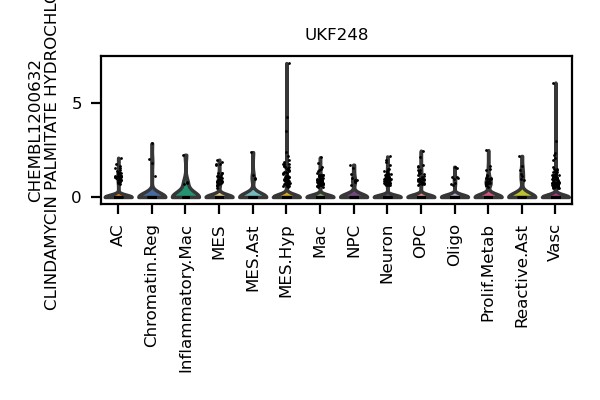 UKF248
CHEMBL1200632
CLINDAMYCIN PALMITATE HYDROCHLO
5
0
AC
Chromatin.Reg
Inflammatory.Mac
MES
MES.Ast
MES.Hyp
Mac
NPC
Neuron
OPC
Oligo
Prolif.Metab
Reactive.Ast
Vasc